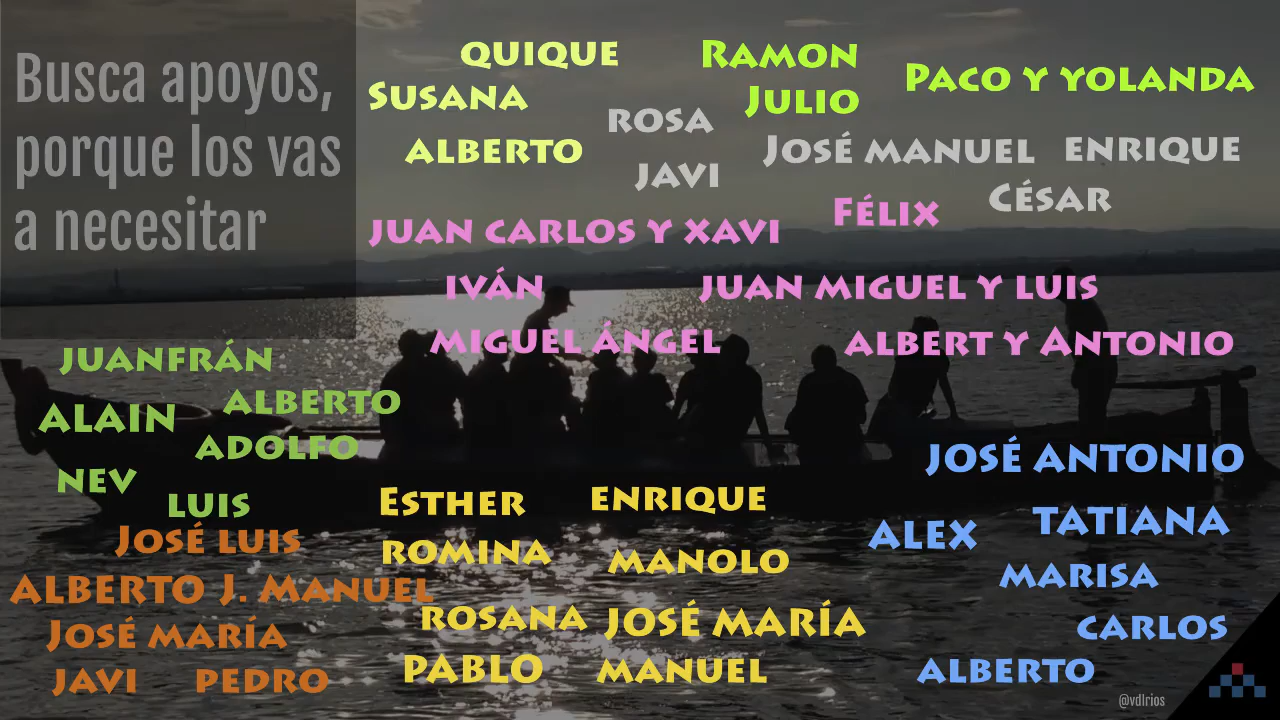 Busca apoyos,
porque los vas
a necesitar
QUIQUE
RAMON
PACO Y YOLANDA
SUSANA
JULIO
ROSA
ALBERTO
JOSÉ MANUEL
ENRIQUE
JAVI
CÉSAR
FÉLIX
JUAN CARLOS Y XAVI
IVÁN
JUAN MIGUEL Y LUIS
MIGUEL ÁNGEL
ALBERT Y ANTONIO
JUANFRÁN
ALBERTO
ALAIN
ADOLFO
NEV
LUIS
JOSÉ ANTONIO
ESTHER
ENRIQUE
ALEX
TATIANA
JOSÉ LUIS
ROMINA
MANOLO
MARISA
ALBERTO J. MANUEL
ROSANA
JOSÉ MARÍA
CARLOS
JOSÉ MARÍA
PABLO
MANUEL
ALBERTO
JAVI
PEDRO
@vdlrios